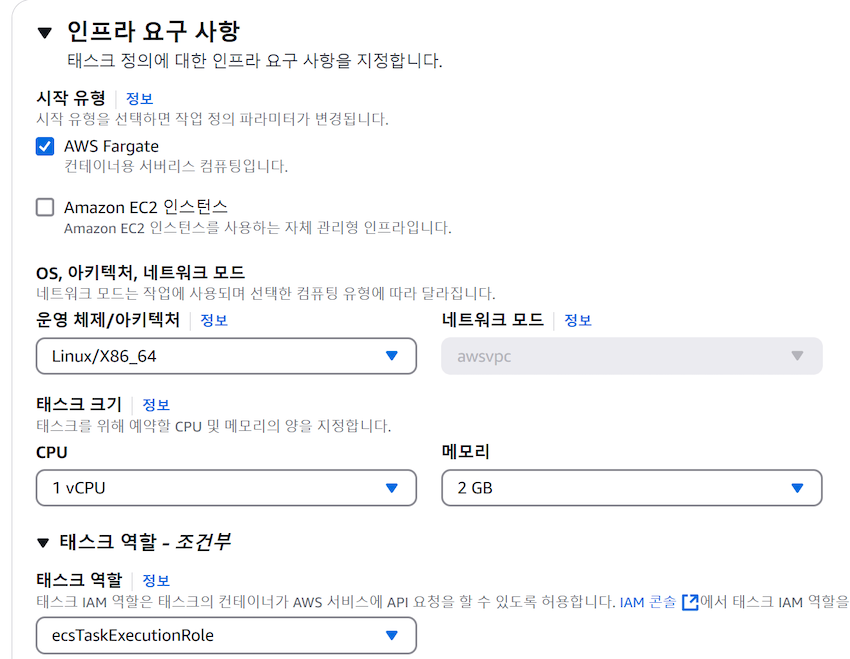 인프라 요구 사항
태스크 정의에 대한 인프라 요구 사항을 지정합니다.
시작 유형 정보
시작 유형을 선택하면 작업 정의 파라미터가 변경됩니다.
AWS Fargate
컨테이너용 서버리스 컴퓨팅입니다.
Amazon EC2 인스턴스
Amazon EC2 인스턴스를 사용하는 자체 관리형 인프라입니다.
OS, 아키텍처, 네트워크 모드
네트워크 모드는 작업에 사용되며 선택한 컴퓨팅 유형에 따라 달라집니다.
운영 체제/아키텍처 정보 네트워크 모드 정보
Linux/X86_64 awsvpc
태스크 크기 정보
태스크를 위해 예약할 CPU 및 메모리의 양을 지정합니다.
CPU 메모리
1 vCPU 2 GB
태스크 역할 - 조건부
태스크 역할 정보
태스크 IAM 역할은 태스크의 컨테이너가 AWS 서비스에 API 요청을 할 수 있도록 허용합니다. IAM 콘솔에서 태스크 IAM 역할을
ecsTaskExecutionRole